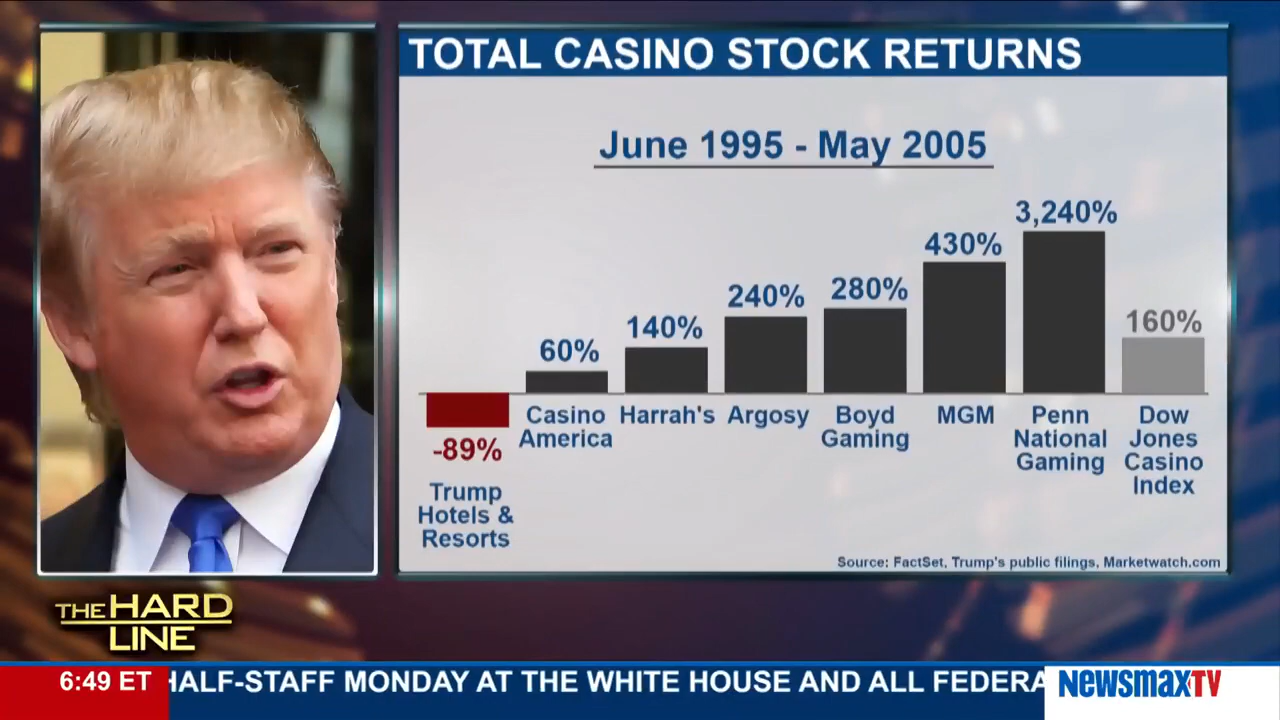 TOTAL CASINO STOCK RETURNS
June 1995 - May 2005
-89%
60%
140%
240%
280%
430%
3,240%
160%
Trump
Hotels &
Resorts
Casino
America
Harrah's
Argosy
Boyd
Gaming
MGM
Penn
National
Gaming
Dow
Jones
Casino
Index
Source: FactSet, Trump's public filings, Marketwatch.com
THE HARD
LINE
6:49 ET
HALF-STAFF MONDAY AT THE WHITE HOUSE AND ALL FEDERA
NEWSMAXTV